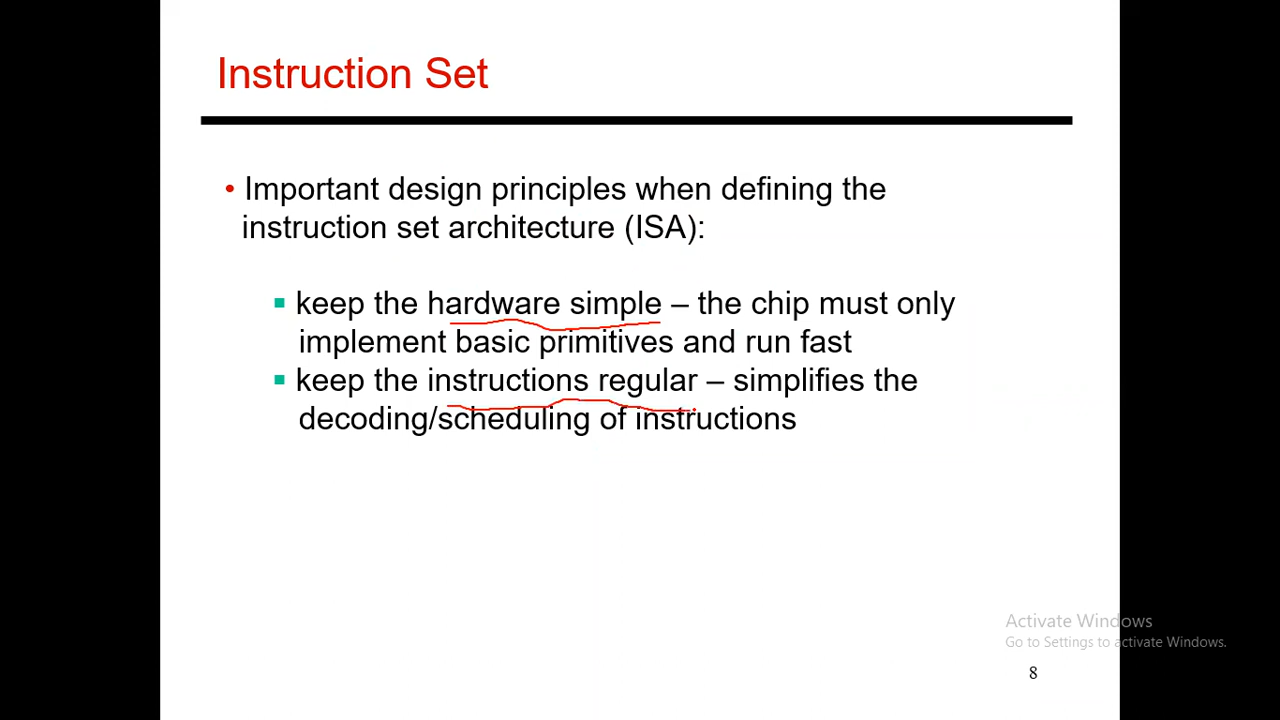 Instruction Set
• Important design principles when defining the
instruction set architecture (ISA):
▪ keep the hardware simple – the chip must only
implement basic primitives and run fast
▪ keep the instructions regular – simplifies the
decoding/scheduling of instructions
Activate Windows
Go to Settings to activate Windows.
8